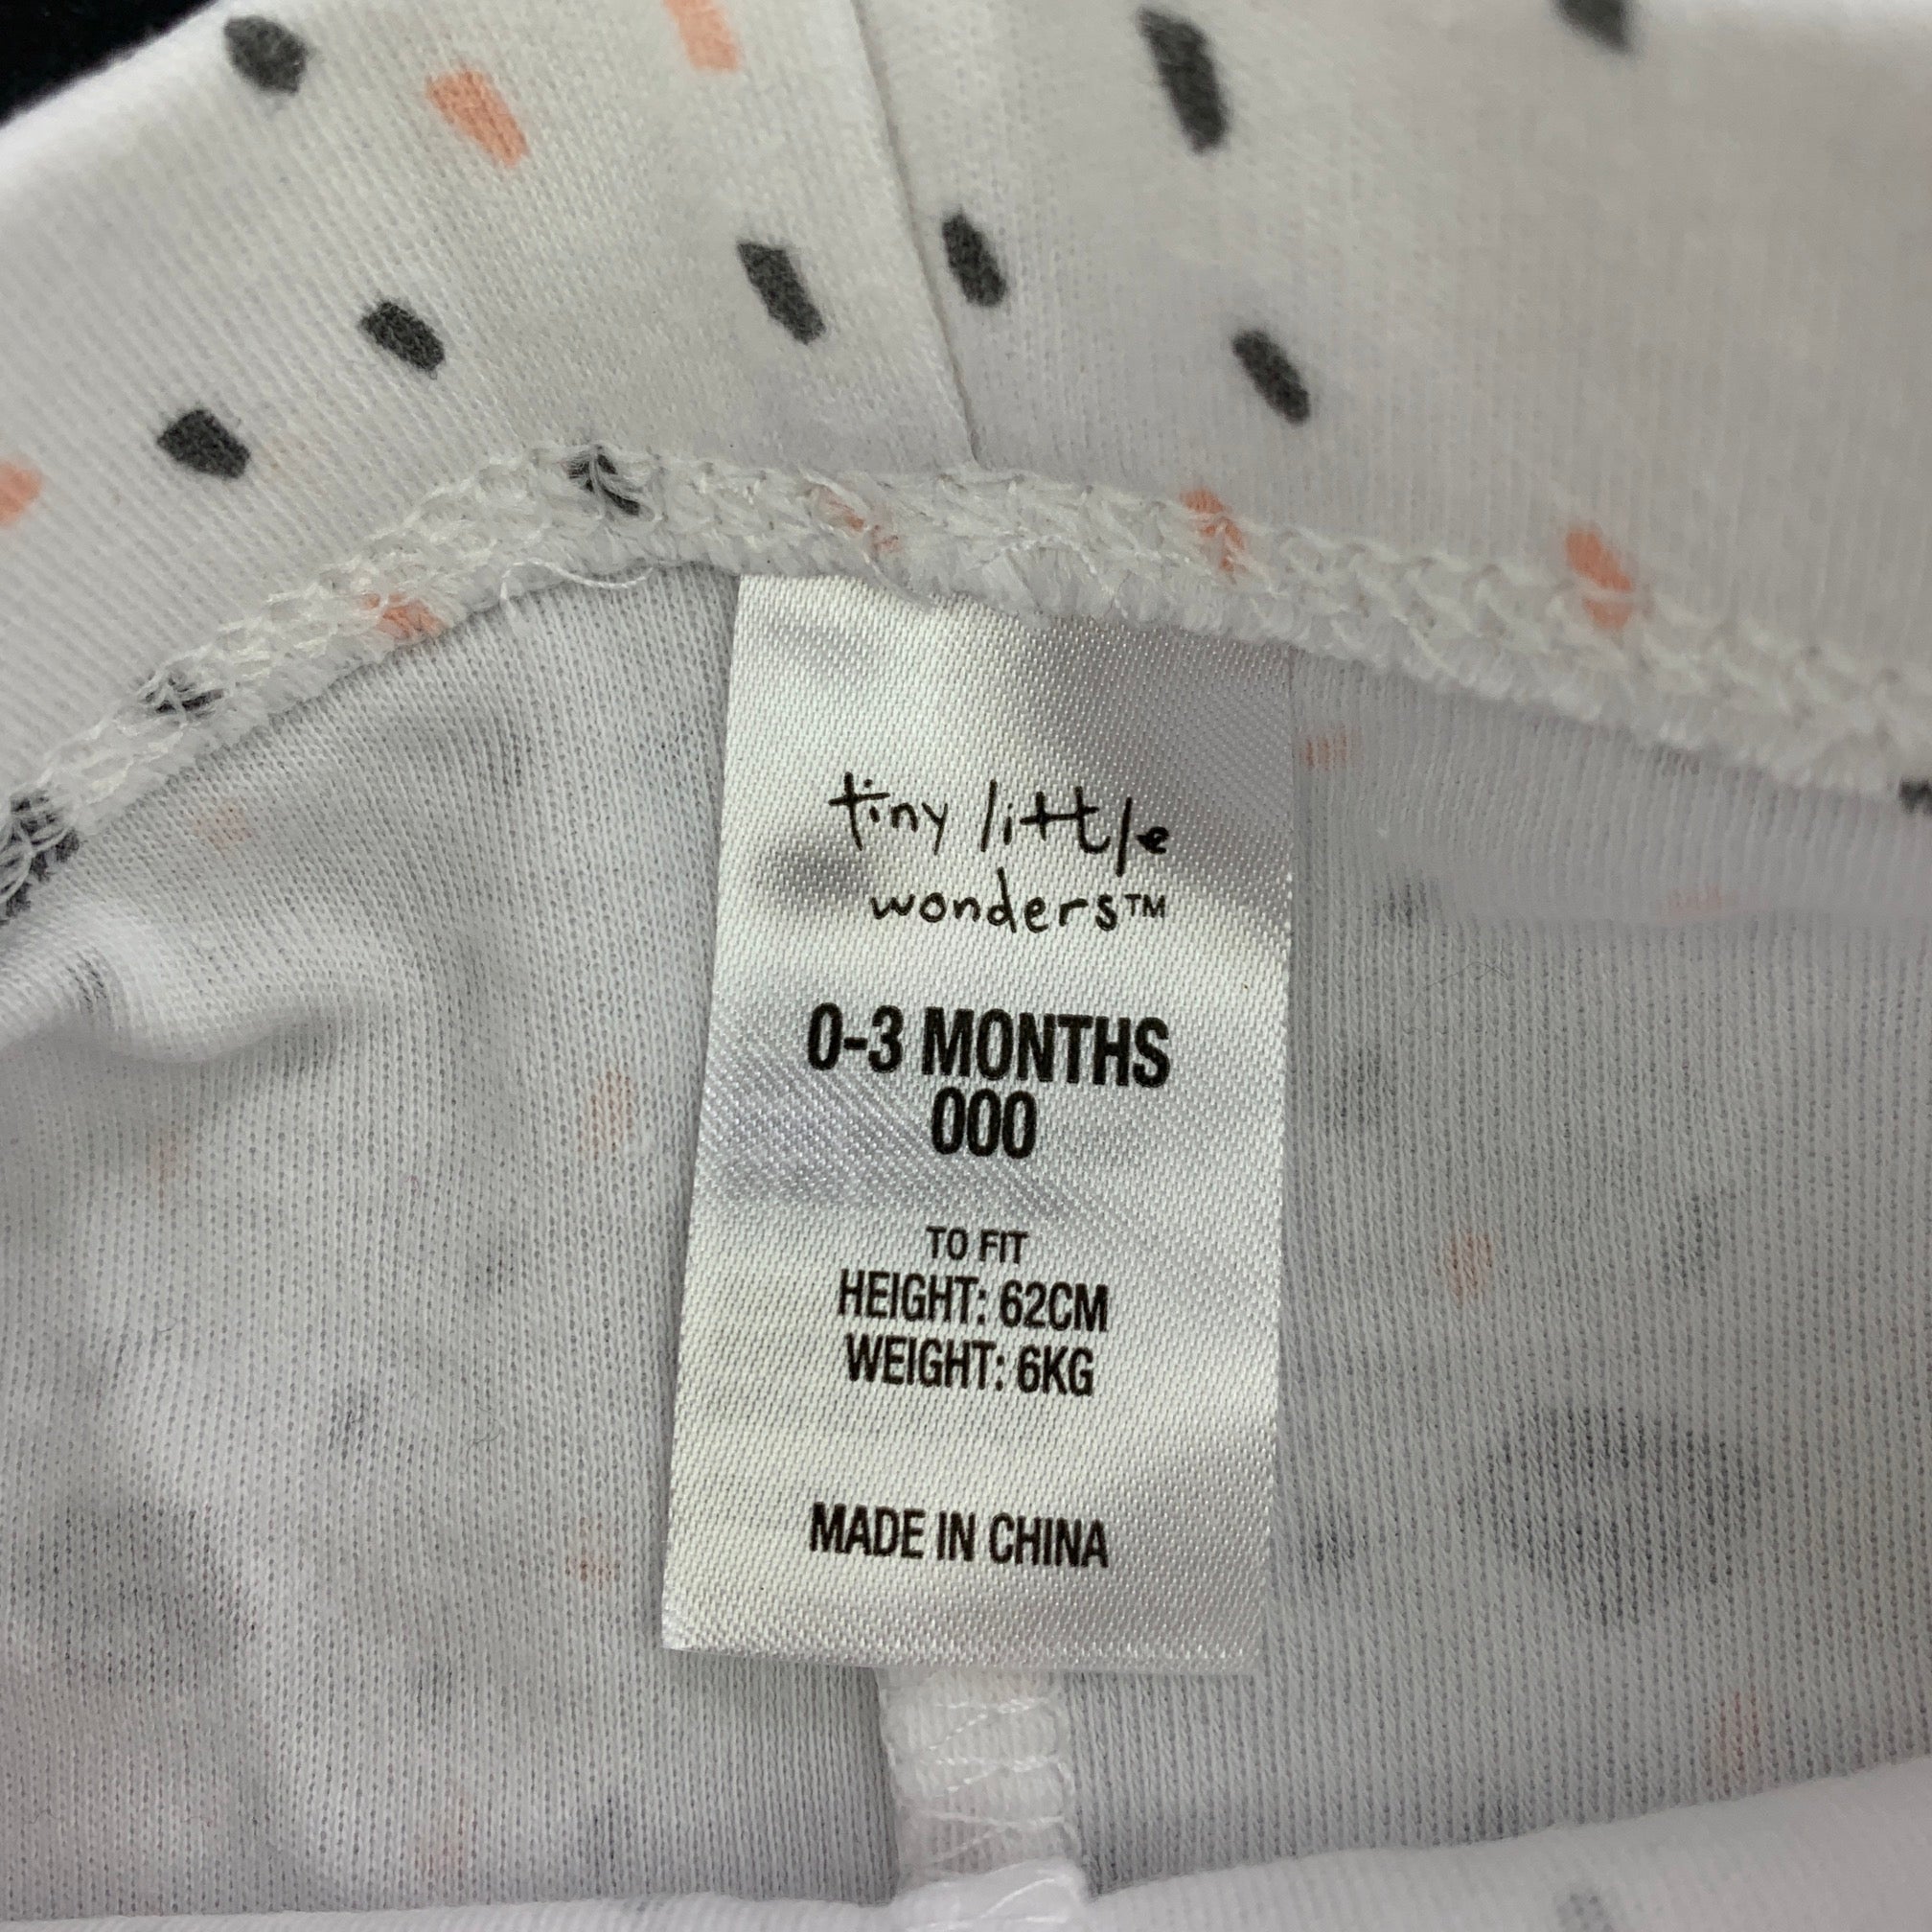 tiny little
wonders™
0-3 MONTHS
000
TO FIT
HEIGHT: 62CM
WEIGHT: 6KG
MADE IN CHINA